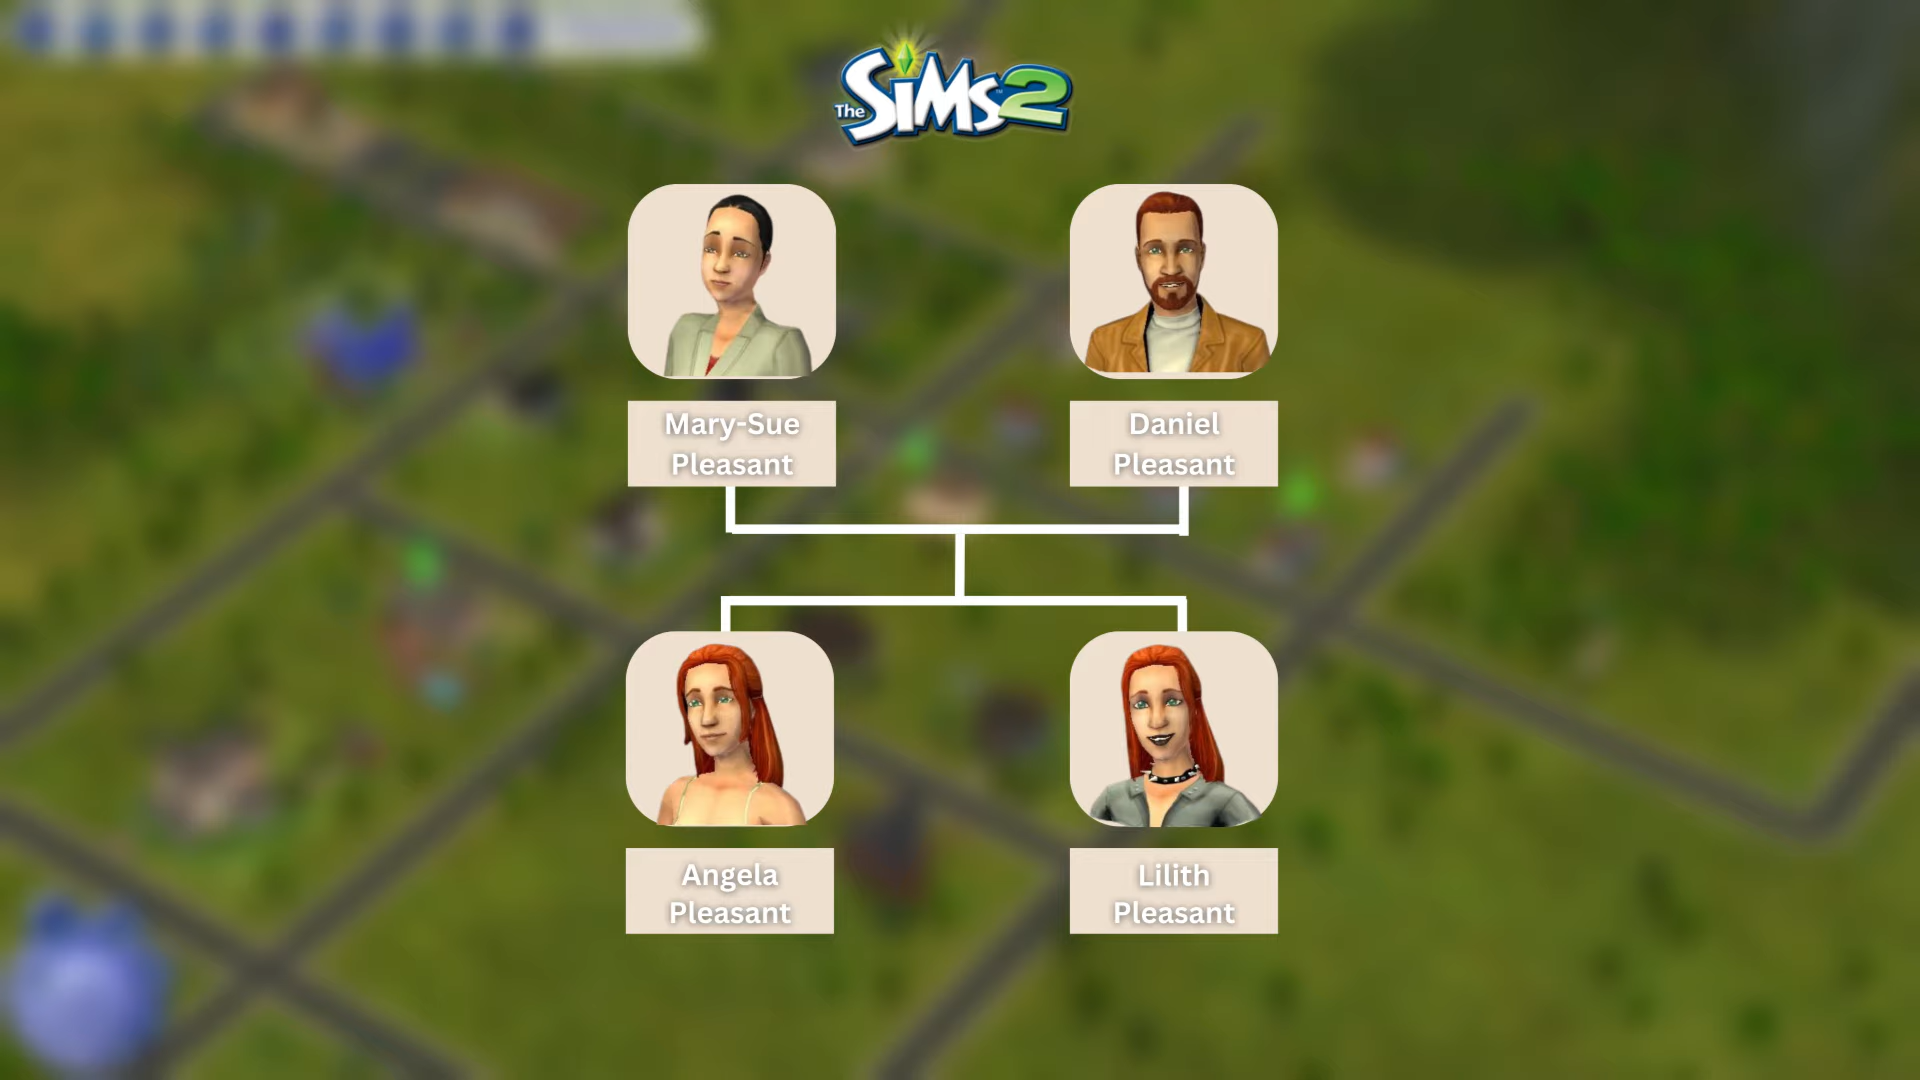 The SiMs 2
Mary-Sue
Pleasant
Daniel
Pleasant
Angela
Pleasant
Lilith
Pleasant